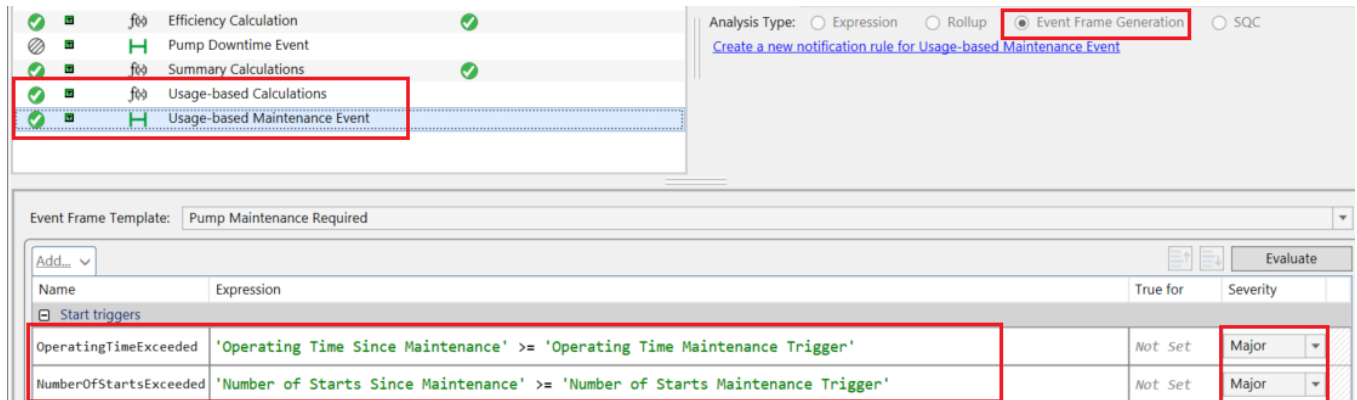 f(x) Efficiency Calculation
Pump Downtime Event
f(x) Summary Calculations
f(x) Usage-based Calculations
Usage-based Maintenance Event
Analysis Type: Expression Rollup Event Frame Generation SQC
Create a new notification rule for Usage-based Maintenance Event
Event Frame Template: Pump Maintenance Required
Add...
Evaluate
Name Expression True for Severity
Start triggers
OperatingTimeExceeded 'Operating Time Since Maintenance' >= 'Operating Time Maintenance Trigger' Not Set Major
NumberOfStartsExceeded 'Number of Starts Since Maintenance' >= 'Number of Starts Maintenance Trigger' Not Set Major